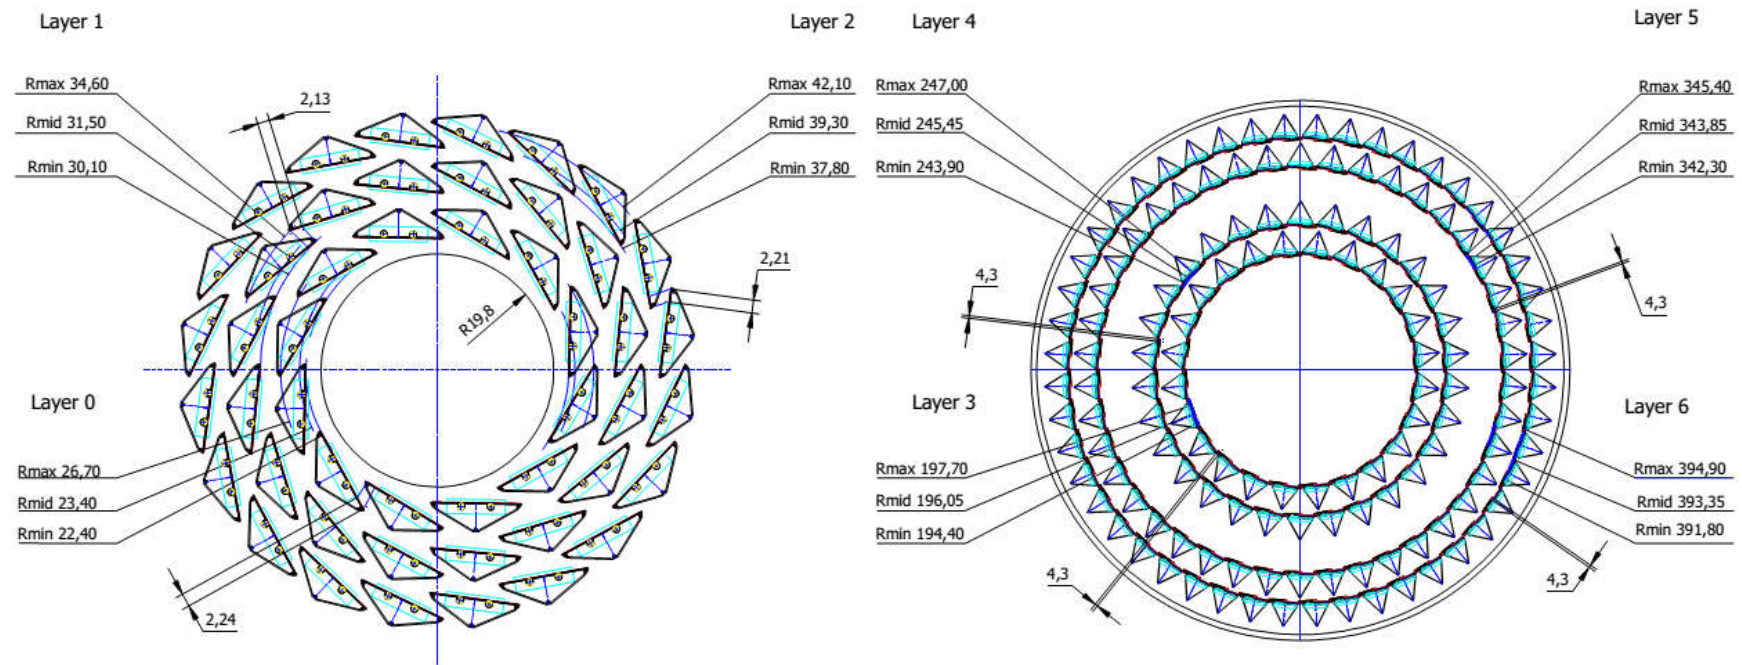 Layer 1
Layer 2
Rmax 34,60
Rmid 31,50
Rmin 30,10
2,13
Rmax 42,10
Rmid 39,30
Rmin 37,80
2,21
R19,8
Layer 0
Rmax 26,70
Rmid 23,40
Rmin 22,40
2,24
Layer 4
Layer 5
Rmax 247,00
Rmid 245,45
Rmin 243,90
Rmax 345,40
Rmid 343,85
Rmin 342,30
4,3
4,3
Layer 3
Layer 6
Rmax 197,70
Rmid 196,05
Rmin 194,40
Rmax 394,90
Rmid 393,35
Rmin 391,80
4,3
4,3